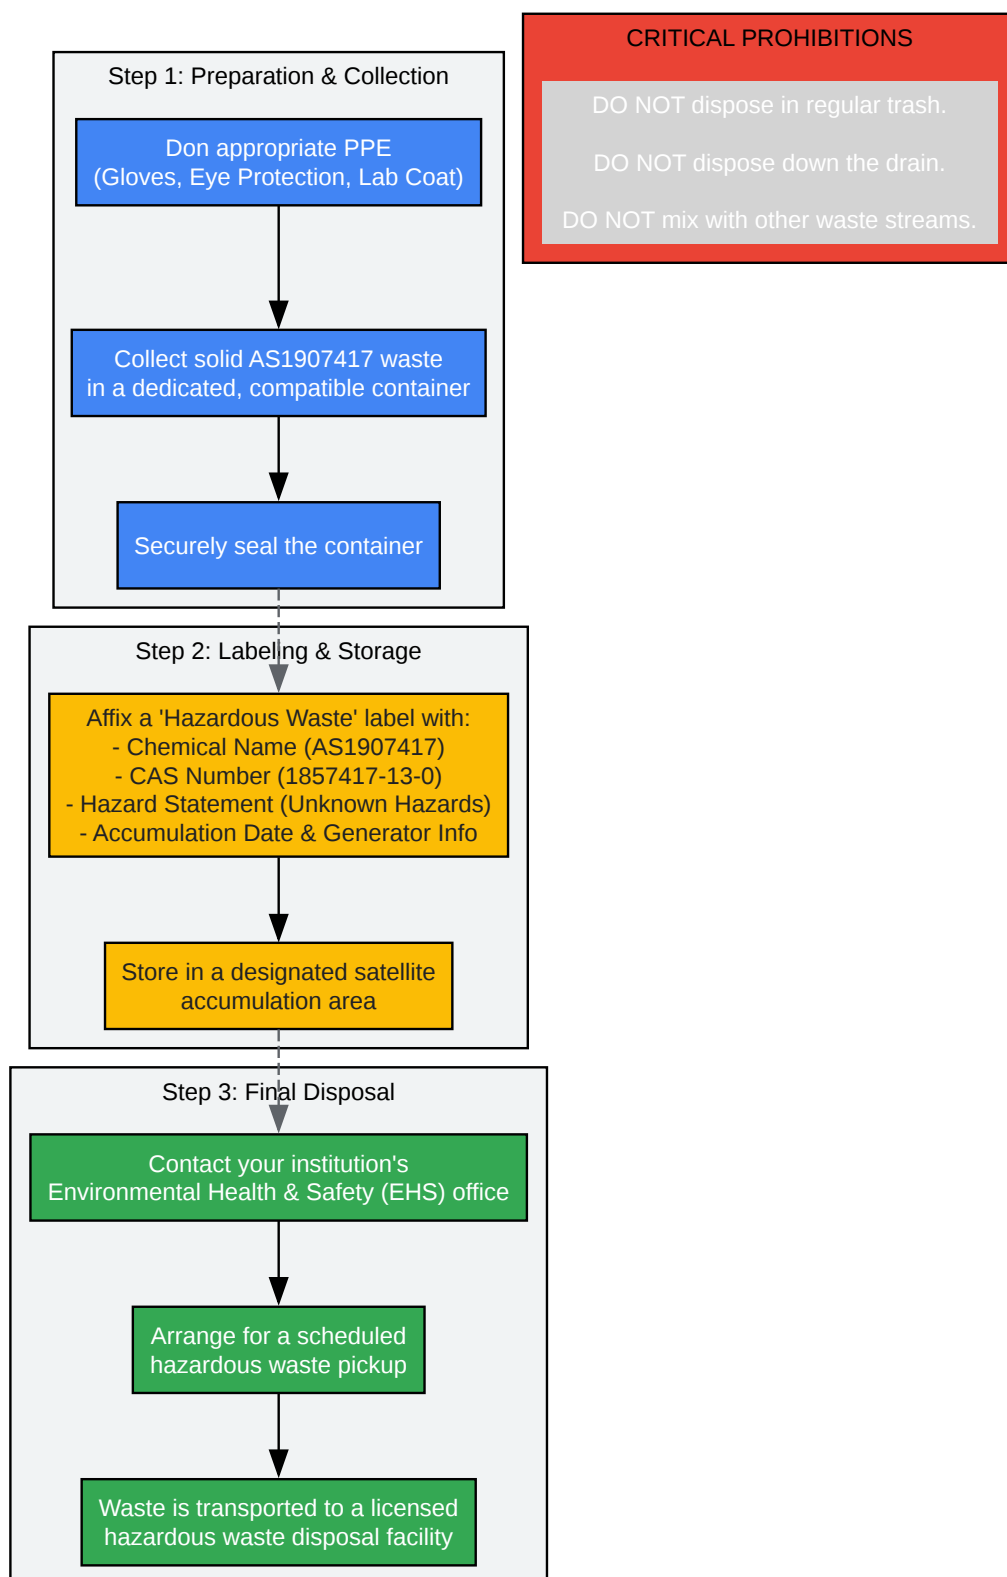 CRITICAL PROHIBITIONS
DO NOT dispose in regular trash.
DO NOT dispose down the drain.
DO NOT mix with other waste streams.
Step 1: Preparation & Collection
Don appropriate PPE
(Gloves, Eye Protection, Lab Coat)
Collect solid AS1907417 waste
in a dedicated, compatible container
Securely seal the container
Step 2: Labeling & Storage
Affix a 'Hazardous Waste' label with:
- Chemical Name (AS1907417)
- CAS Number (1857417-13-0)
- Hazard Statement (Unknown Hazards)
- Accumulation Date & Generator Info
Store in a designated satellite
accumulation area
Step 3: Final Disposal
Contact your institution's
Environmental Health & Safety (EHS) office
Arrange for a scheduled
hazardous waste pickup
Waste is transported to a licensed
hazardous waste disposal facility